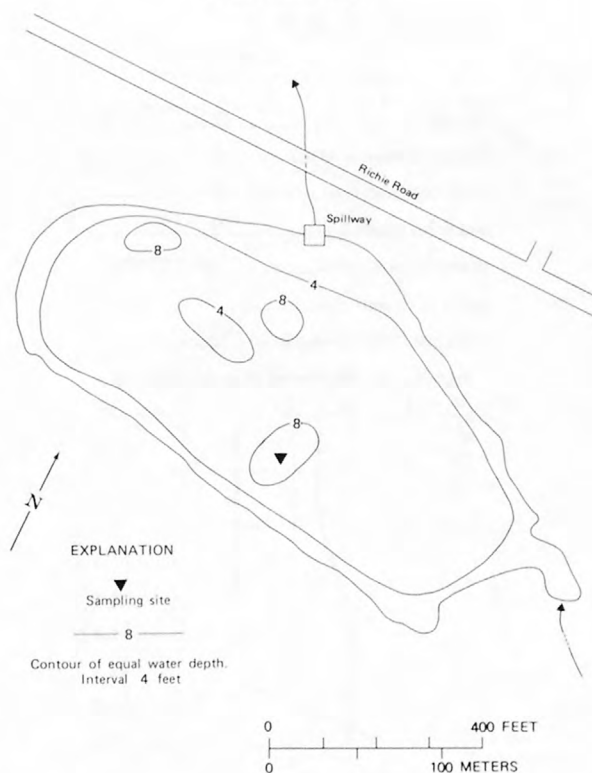 Richie Road
Spillway
8
4
4
8
8
N
EXPLANATION
Sampling site
8
Contour of equal water depth.
Interval 4 feet
0 400 FEET
0 100 METERS